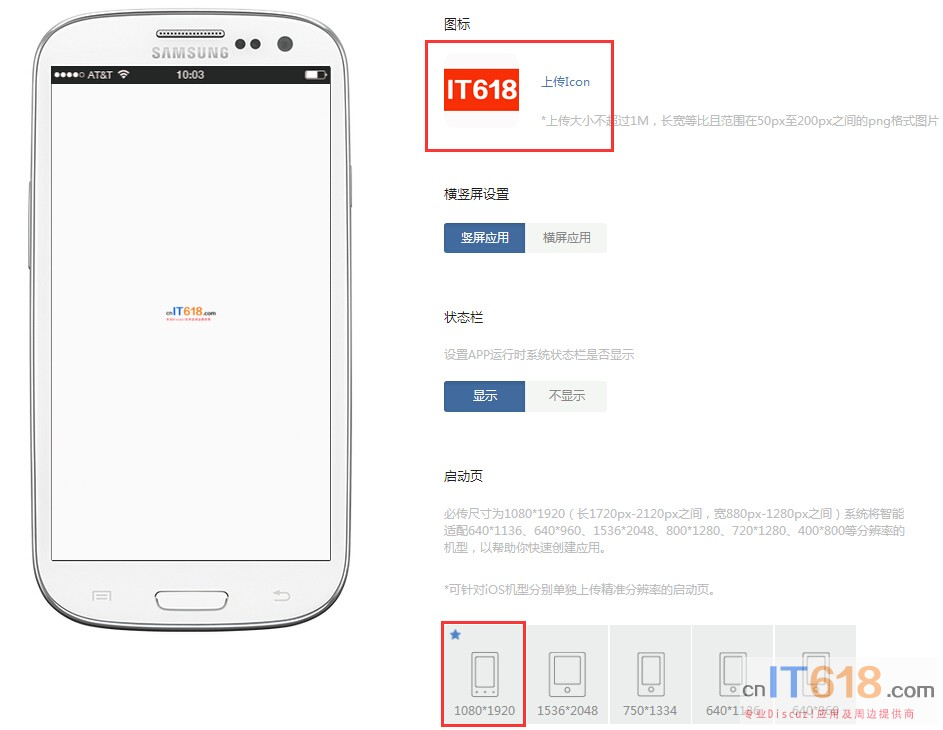 SAMSUNG
AT&T
10:03
cnIT618.com
图标
IT618
上传Icon
*上传大小不超过1M，长宽等比且范围在50px至200px之间的png格式图片
横竖屏设置
竖屏应用 横屏应用
状态栏
设置APP运行时系统状态栏是否显示
显示 不显示
启动页
必传尺寸为1080*1920（长1720px-2120px之间，宽880px-1280px之间）系统将智能
适配640*1136、640*960、1536*2048、800*1280、720*1280、400*800等分辨率的
机型，以帮助你快速创建应用。
*可针对iOS机型分别单独上传精准分辨率的启动页。
1080*1920 1536*2048 750*1334 640*1136 640*960
cnIT618.com
专业Discuz!应用及周边提供商